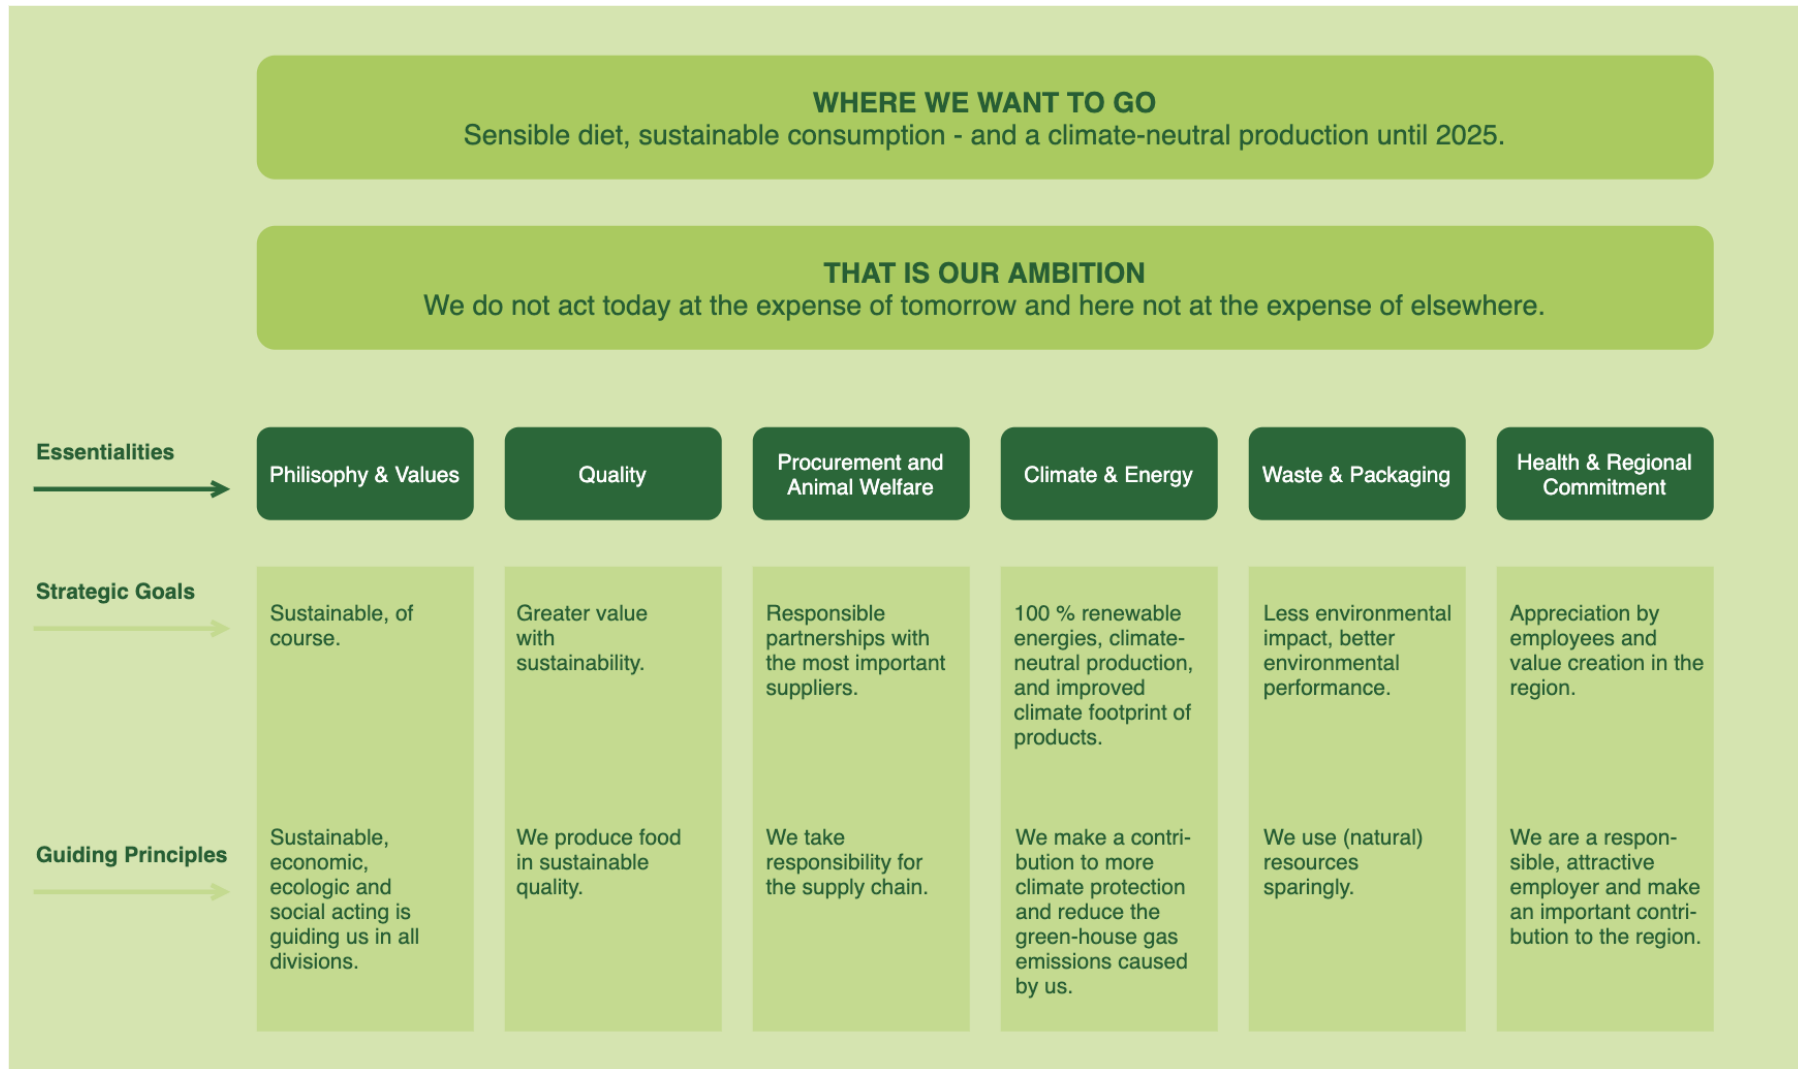 WHERE WE WANT TO GO
Sensible diet, sustainable consumption - and a climate-neutral production until 2025.
THAT IS OUR AMBITION
We do not act today at the expense of tomorrow and here not at the expense of elsewhere.
Essentialities
Philisophy & Values
Quality
Procurement and
Animal Welfare
Climate & Energy
Waste & Packaging
Health & Regional
Commitment
Strategic Goals
Sustainable, of
course.
Greater value
with
sustainability.
Responsible
partnerships with
the most important
suppliers.
100 % renewable
energies, climate-
neutral production,
and improved
climate footprint of
products.
Less environmental
impact, better
environmental
performance.
Appreciation by
employees and
value creation in the
region.
Guiding Principles
Sustainable,
economic,
ecologic and
social acting is
guiding us in all
divisions.
We produce food
in sustainable
quality.
We take
responsibility for
the supply chain.
We make a contri-
bution to more
climate protection
and reduce the
green-house gas
emissions caused
by us.
We use (natural)
resources
sparingly.
We are a respon-
sible, attractive
employer and make
an important contri-
bution to the region.